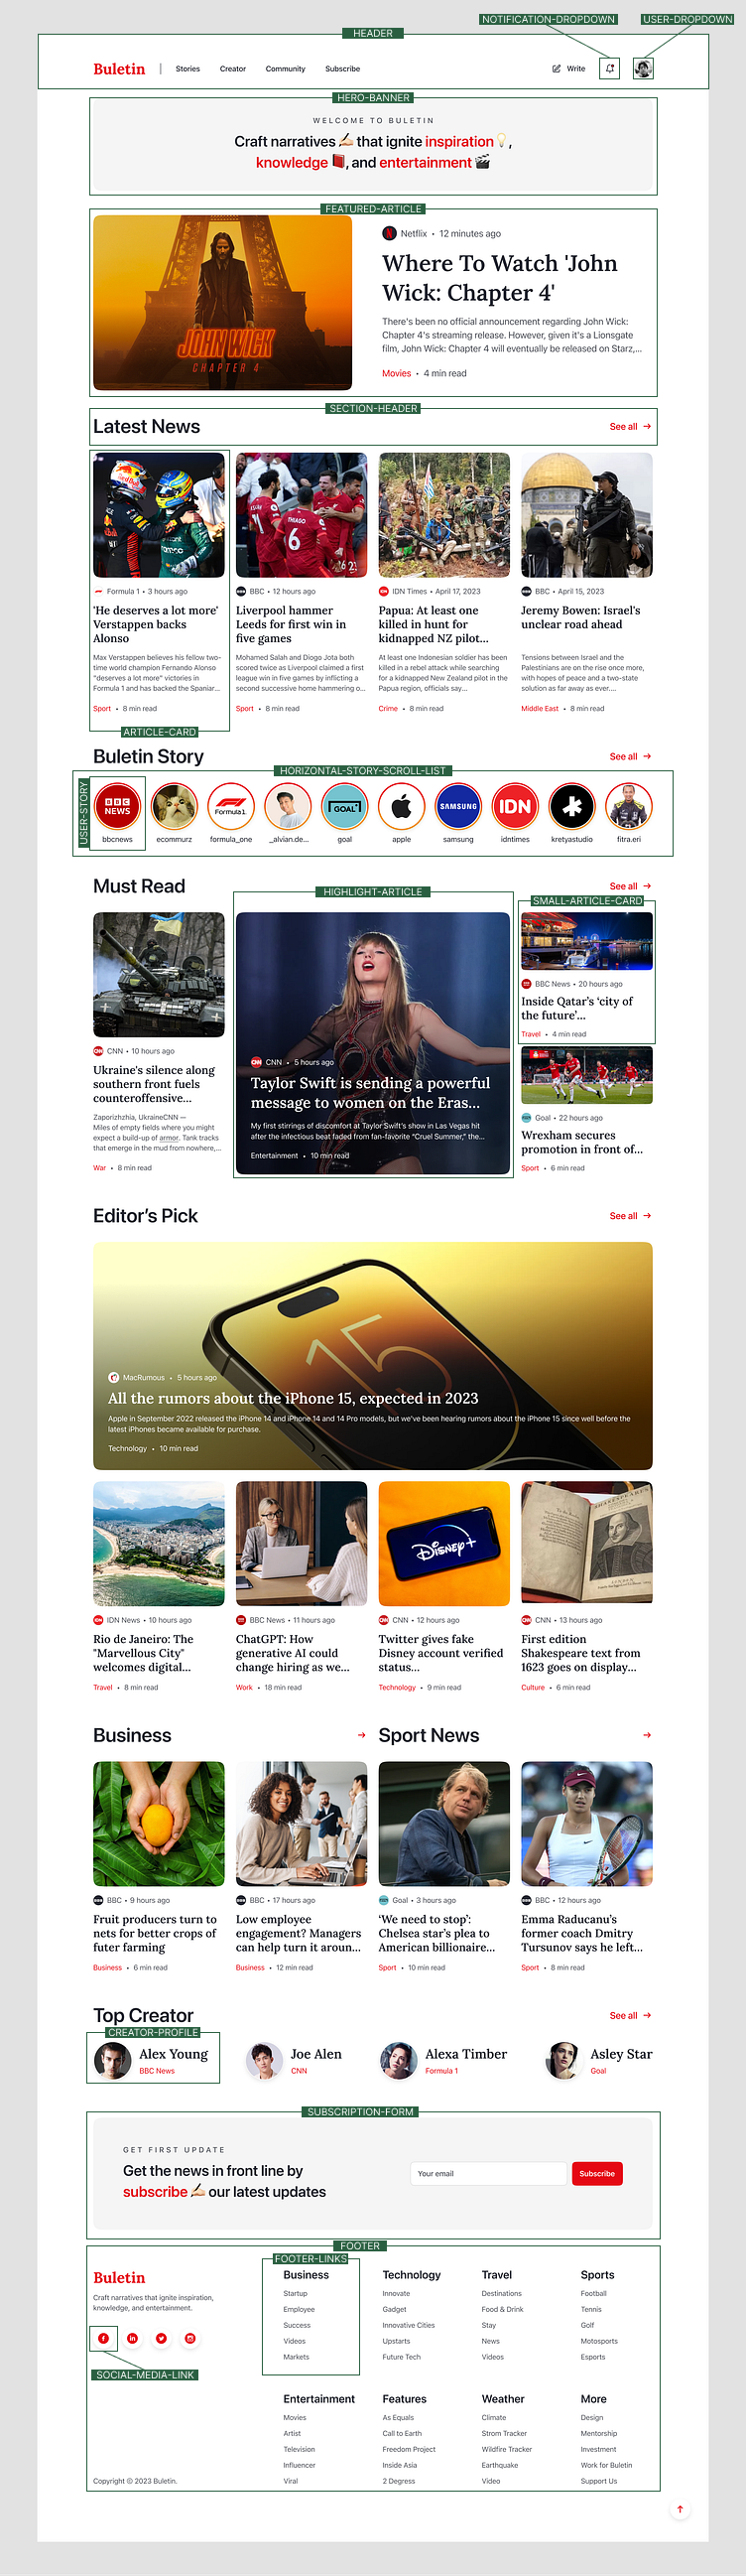 NOTIFICATION-DROPDOWN
USER-DROPDOWN
HEADER
Buletin
Stories
Creator
Community
Subscribe
Write
HERO-BANNER
WELCOME TO BULETIN
Craft narratives ✍🏻 that ignite inspiration 💡,
knowledge 📕, and entertainment 🎬
FEATURED-ARTICLE
Netflix • 12 minutes ago
Where To Watch 'John
Wick: Chapter 4'
There's been no official announcement regarding John Wick:
Chapter 4's streaming release. However, given it's a Lionsgate
film, John Wick: Chapter 4 will eventually be released on Starz,...
Movies • 4 min read
JOHN WICK
CHAPTER 4
SECTION-HEADER
Latest News
See all →
Formula 1 • 3 hours ago
'He deserves a lot more'
Verstappen backs
Alonso
Max Verstappen believes his fellow two-
time world champion Fernando Alonso
"deserves a lot more" victories in
Formula 1 and has backed the Spaniar...
Sport • 8 min read
THIAGO
6
BBC • 12 hours ago
Liverpool hammer
Leeds for first win in
five games
Mohamed Salah and Diogo Jota both
scored twice as Liverpool claimed a first
league win in five games by inflicting a
second successive home hammering o...
Sport • 8 min read
IDN Times • April 17, 2023
Papua: At least one
killed in hunt for
kidnapped NZ pilot...
At least one Indonesian soldier has been
killed in a rebel attack while searching
for a kidnapped New Zealand pilot in the
Papua region, officials say...
Crime • 8 min read
BBC • April 15, 2023
Jeremy Bowen: Israel's
unclear road ahead
Tensions between Israel and the
Palestinians are on the rise once more,
with hopes of peace and a two-state
solution as far away as ever....
Middle East • 8 min read
ARTICLE-CARD
Buletin Story
See all →
HORIZONTAL-STORY-SCROLL-LIST
USER-STORY
BBC
NEWS
bbcnews
ecommurz
Formula1
formula_one
_alvian.de...
GOAL
goal
apple
SAMSUNG
samsung
IDN
idntimes
kretyastudio
fitra.eri
Must Read
See all →
HIGHLIGHT-ARTICLE
SMALL-ARTICLE-CARD
CNN • 10 hours ago
Ukraine's silence along
southern front fuels
counteroffensive...
Zaporizhzhia, UkraineCNN —
Miles of empty fields where you might
expect a build-up of armor. Tank tracks
that emerge in the mud from nowhere,...
War • 8 min read
CNN • 5 hours ago
Taylor Swift is sending a powerful
message to women on the Eras...
My first stirrings of discomfort at Taylor Swift's show in Las Vegas hit
after the infectious beat faded from fan-favorite "Cruel Summer," the...
Entertainment • 10 min read
BBC News • 20 hours ago
Inside Qatar's 'city of
the future'...
Travel • 4 min read
Goal • 22 hours ago
Wrexham secures
promotion in front of...
Sport • 6 min read
Editor's Pick
See all →
MacRumous • 5 hours ago
All the rumors about the iPhone 15, expected in 2023
Apple in September 2022 released the iPhone 14 and iPhone 14 and 14 Pro models, but we've been hearing rumors about the iPhone 15 since well before the
latest iPhones became available for purchase.
Technology • 10 min read
IDN News • 10 hours ago
Rio de Janeiro: The
"Marvellous City"
welcomes digital...
Travel • 8 min read
BBC News • 11 hours ago
ChatGPT: How
generative AI could
change hiring as we...
Work • 18 min read
Disney+
CNN • 12 hours ago
Twitter gives fake
Disney account verified
status...
Technology • 9 min read
CNN • 13 hours ago
First edition
Shakespeare text from
1623 goes on display...
Culture • 6 min read
Business →
Sport News →
BBC • 9 hours ago
Fruit producers turn to
nets for better crops of
futer farming
Business • 6 min read
BBC • 17 hours ago
Low employee
engagement? Managers
can help turn it aroun...
Business • 12 min read
Goal • 3 hours ago
'We need to stop':
Chelsea star's plea to
American billionaire...
Sport • 10 min read
BBC • 12 hours ago
Emma Raducanu's
former coach Dmitry
Tursunov says he left...
Sport • 8 min read
Top Creator
See all →
CREATOR-PROFILE
Alex Young
BBC News
Joe Alen
CNN
Alexa Timber
Formula 1
Asley Star
Goal
SUBSCRIPTION-FORM
GET FIRST UPDATE
Get the news in front line by
subscribe ✍🏻 our latest updates
Your email
Subscribe
FOOTER
FOOTER-LINKS
Buletin
Craft narratives that ignite inspiration,
knowledge, and entertainment.
SOCIAL-MEDIA-LINK
Business
Startup
Employee
Success
Videos
Markets
Technology
Innovate
Gadget
Innovative Cities
Upstarts
Future Tech
Travel
Destinations
Food & Drink
Stay
News
Videos
Sports
Football
Tennis
Golf
Motosports
Esports
Entertainment
Movies
Artist
Television
Influencer
Viral
Features
As Equals
Call to Earth
Freedom Project
Inside Asia
2 Degress
Weather
Climate
Strom Tracker
Wildfire Tracker
Earthquake
Video
More
Design
Mentorship
Investment
Work for Buletin
Support Us
Copyright © 2023 Buletin.